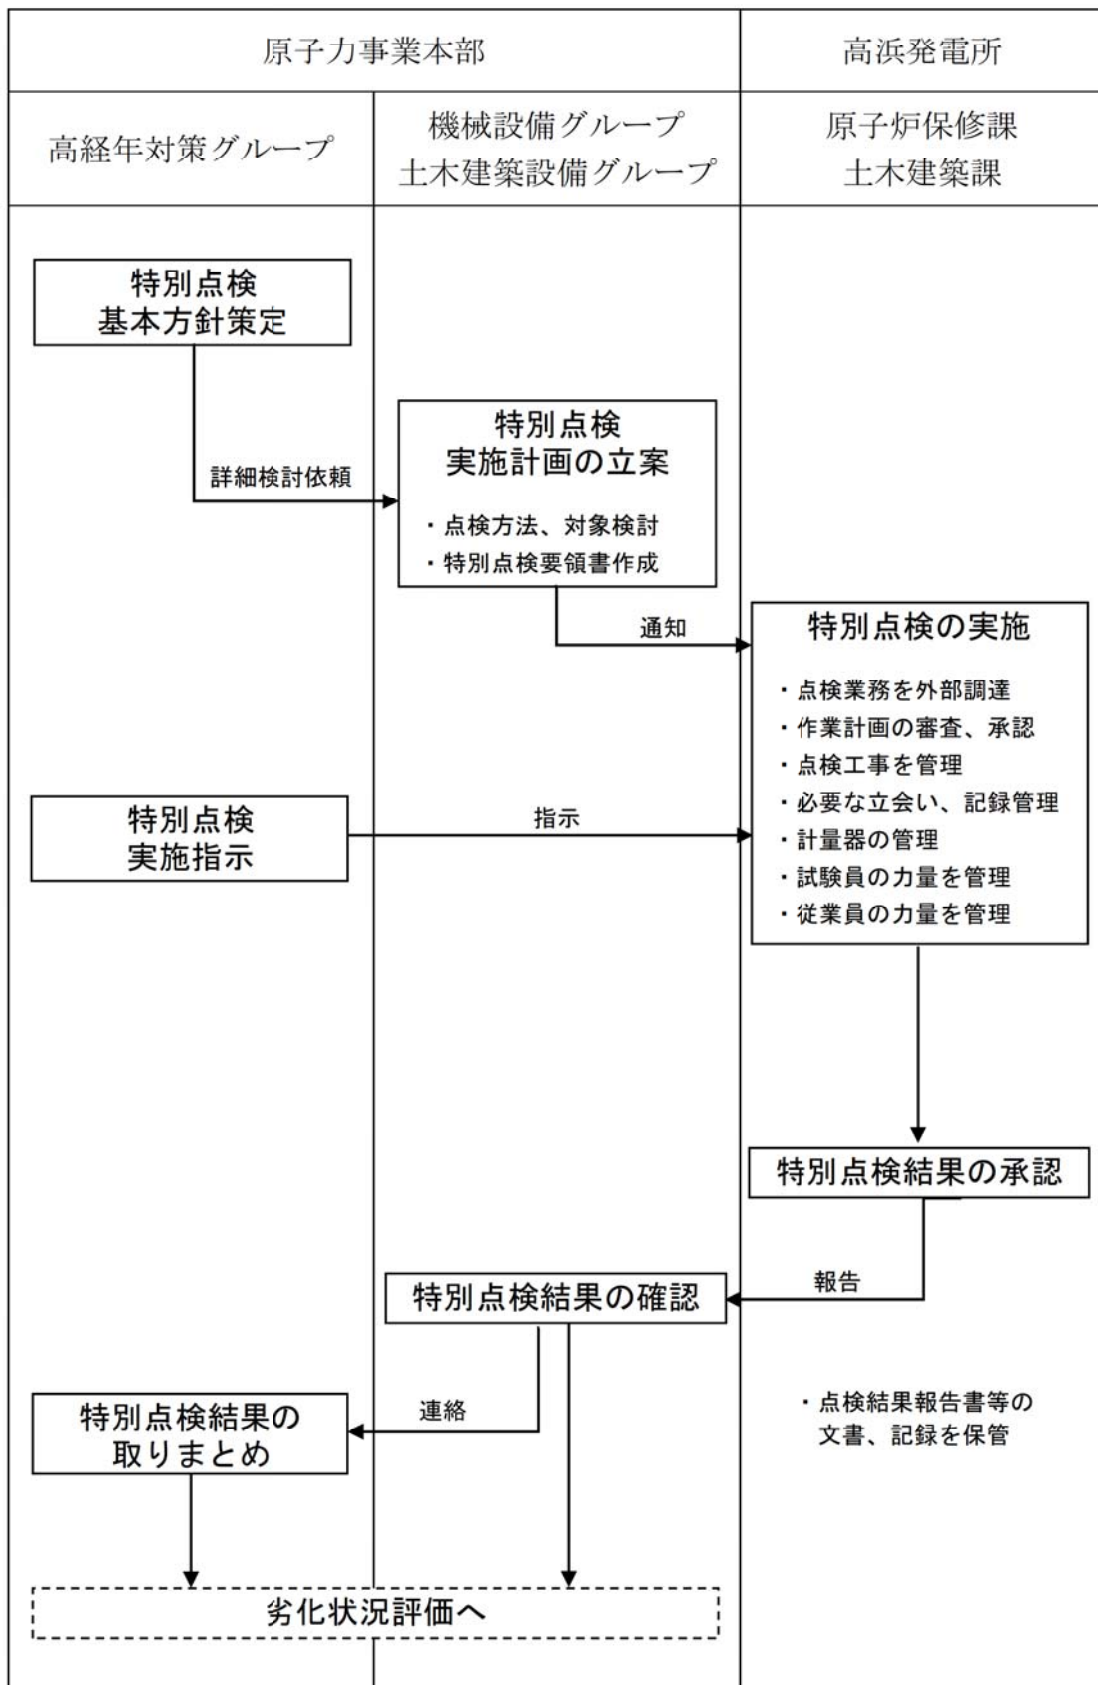 原子力事業本部
高浜発電所
高経年対策グループ
機械設備グループ
土木建築設備グループ
原子炉保修課
土木建築課
特別点検
基本方針策定
詳細検討依頼
特別点検
実施計画の立案
・点検方法、対象検討
・特別点検要領書作成
通知
特別点検の実施
・点検業務を外部調達
・作業計画の審査、承認
・点検工事を管理
・必要な立会い、記録管理
・計量器の管理
・試験員の力量を管理
・従業員の力量を管理
特別点検
実施指示
指示
特別点検結果の承認
報告
特別点検結果の確認
連絡
特別点検結果の
取りまとめ
・点検結果報告書等の
文書、記録を保管
劣化状況評価へ